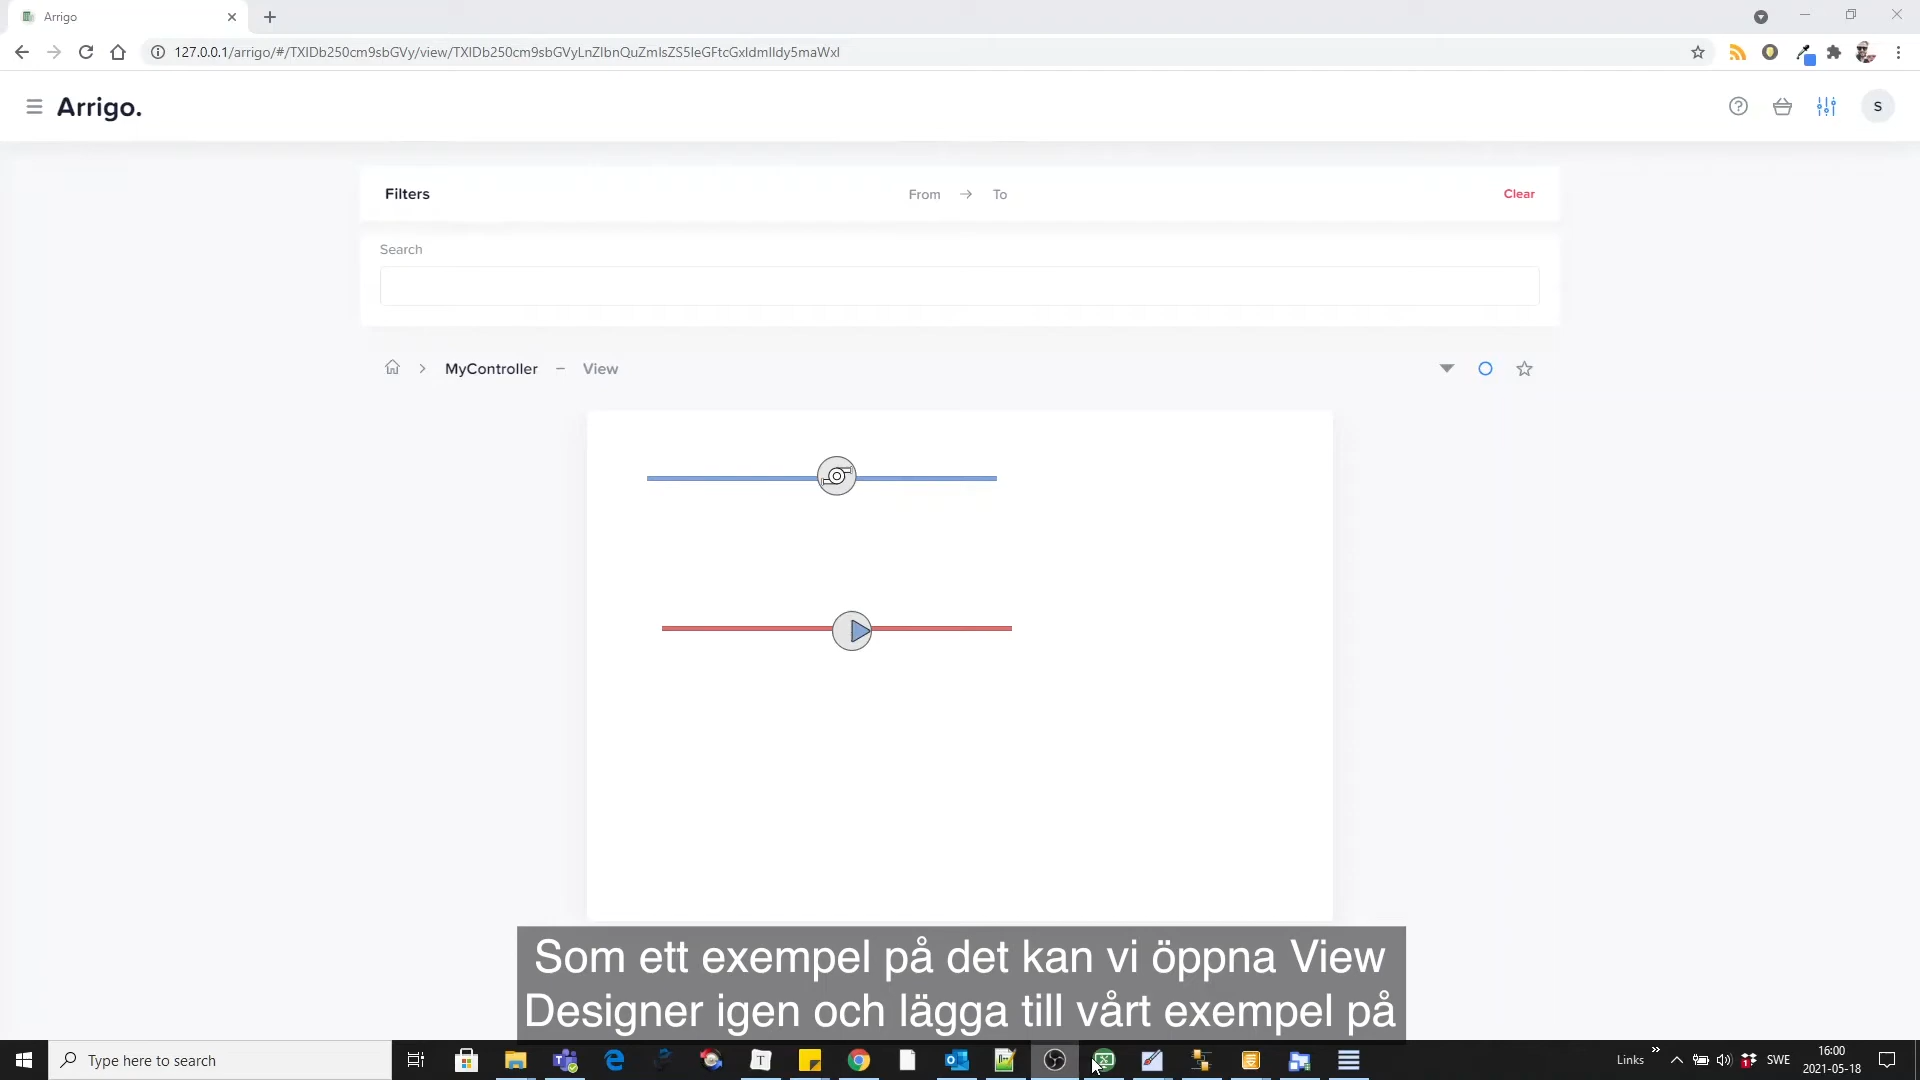 Arrigo
127.0.0.1/arrigo/#/TXlDb250cm9sbGVy/view/TXlDb250cm9sbGVyLnZlbnQuZmlsZS5leGFtcGxldmlldy5maWxl
Arrigo.
S
Filters
From → To
Clear
Search
MyController – View
Som ett exempel på det kan vi öppna View
Designer igen och lägga till vårt exempel på
Type here to search
Links
SWE
16:00
2021-05-18